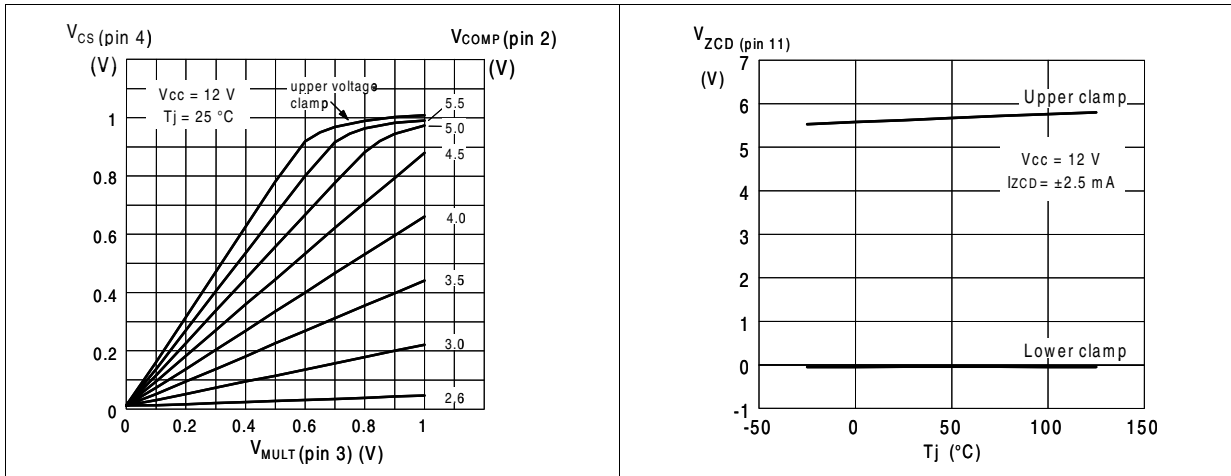 VCS (pin 4)
(V)
VCOMP (pin 2)
(V)
Vcc = 12 V
Tj = 25 °C
upper voltage
clamp
5.5
5.0
4.5
4.0
3.5
3.0
2,6
1
0.8
0.6
0.4
0.2
0
0 0.2 0.4 0.6 0.8 1
VMULT (pin 3) (V)
VZCD (pin 11)
(V)
7
6
5
4
3
2
1
0
-1
Upper clamp
Vcc = 12 V
IZCD = ±2.5 mA
Lower clamp
-50 0 50 100 150
Tj (°C)